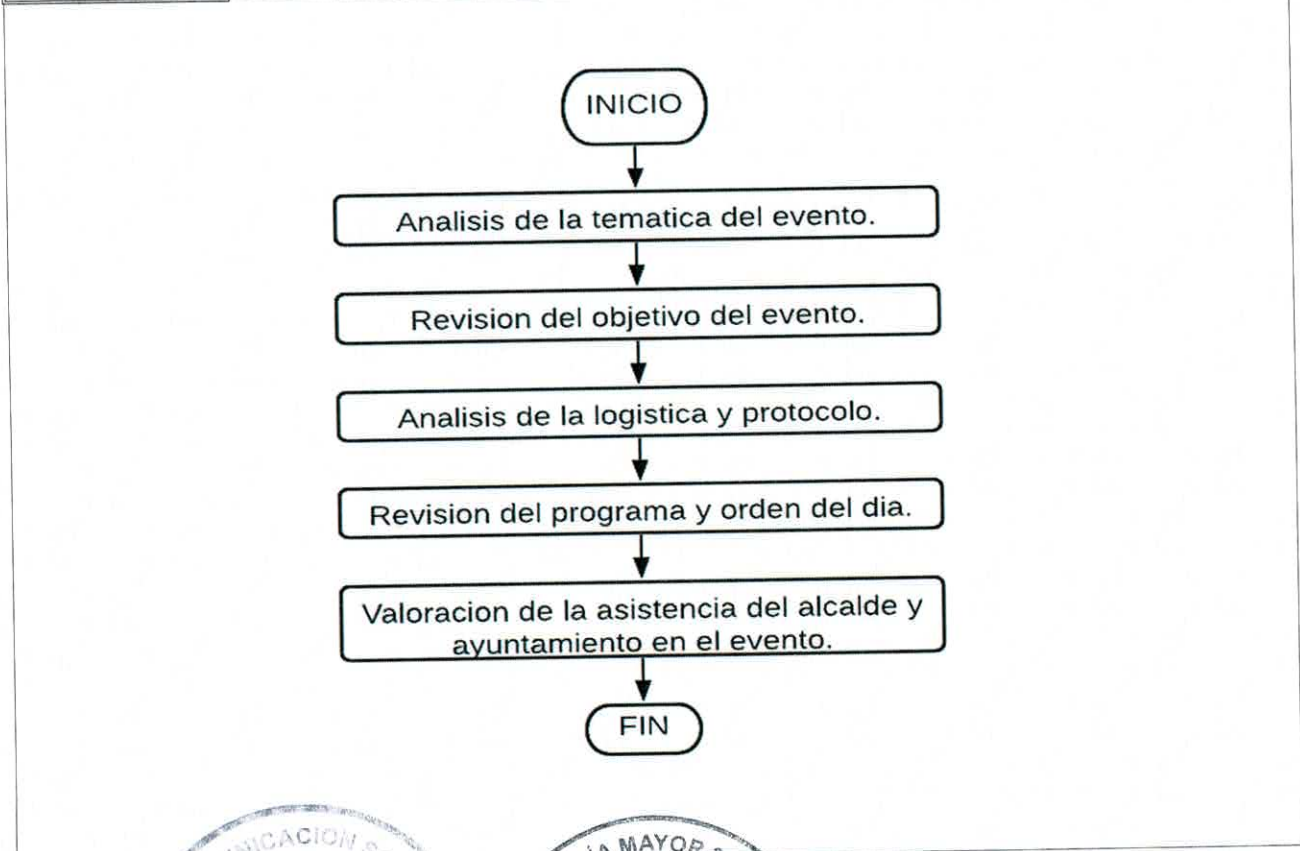 INICIO
Analisis de la tematica del evento.
Revision del objetivo del evento.
Analisis de la logistica y protocolo.
Revision del programa y orden del dia.
Valoracion de la asistencia del alcalde y
ayuntamiento en el evento.
FIN
MAYOR